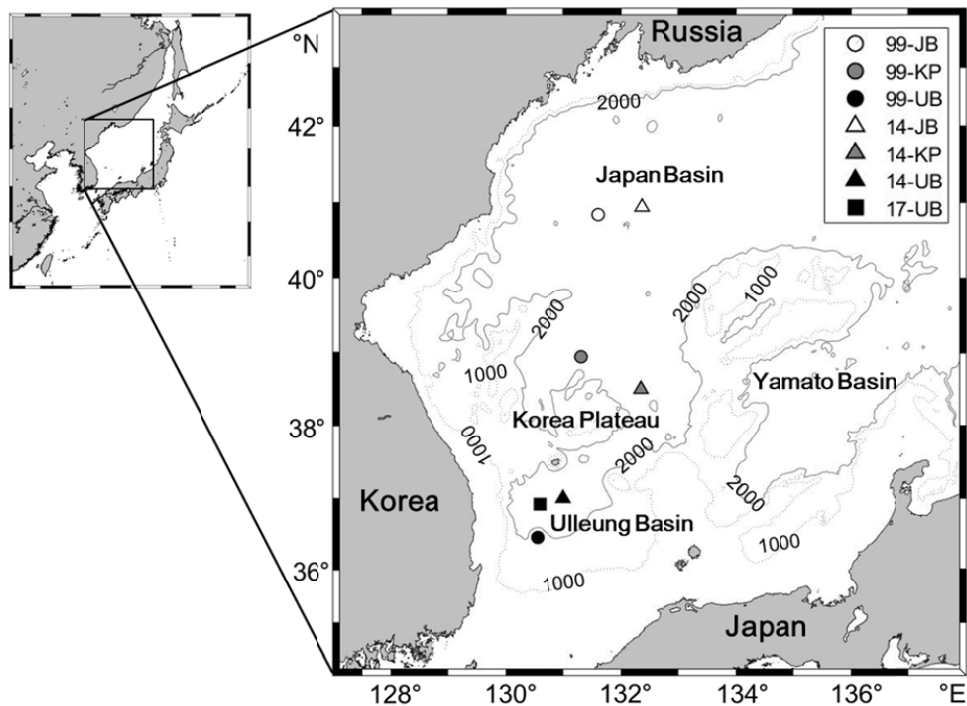 °N
Russia
99-JB
99-KP
99-UB
14-JB
14-KP
14-UB
17-UB
2000
42°
Japan Basin
40°
2000
2000
1000
1000
Yamato Basin
Korea Plateau
38°
1000
2000
2000
Korea
Ulleung Basin
1000
36°
1000
Japan
128°
130°
132°
134°
136°
°E